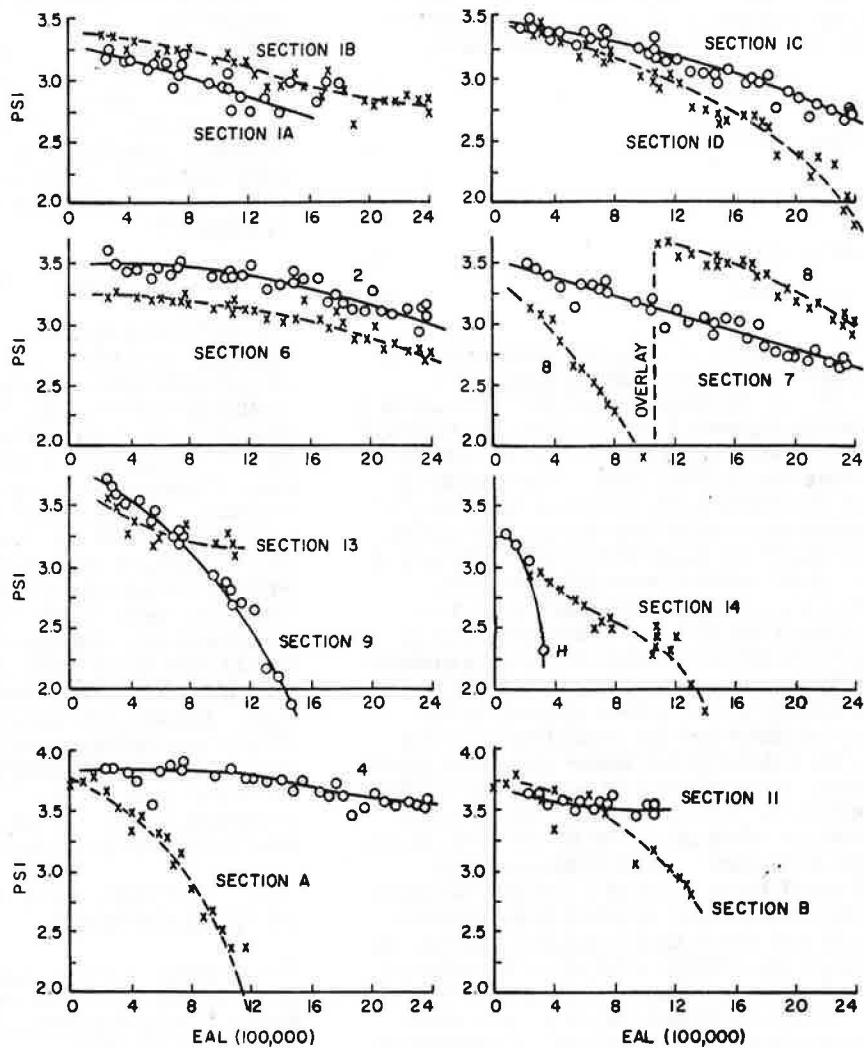 3.5
3.0
2.5
2.0
PSI
SECTION 1B
SECTION 1A
0 4 8 12 16 20 24
3.5
3.0
2.5
2.0
SECTION 1C
SECTION 1D
0 4 8 12 16 20 24
3.5
3.0
2.5
2.0
PSI
2
SECTION 6
0 4 8 12 16 20 24
3.5
3.0
2.5
2.0
8
8
OVERLAY
SECTION 7
0 4 8 12 16 20 24
3.5
3.0
2.5
2.0
PSI
SECTION 13
SECTION 9
0 4 8 12 16 20 24
3.5
3.0
2.5
2.0
H
SECTION 14
0 4 8 12 16 20 24
4.0
3.5
3.0
2.5
2.0
PSI
4
SECTION A
0 4 8 12 16 20 24
EAL (100,000)
4.0
3.5
3.0
2.5
2.0
SECTION 11
SECTION B
0 4 8 12 16 20 24
EAL (100,000)